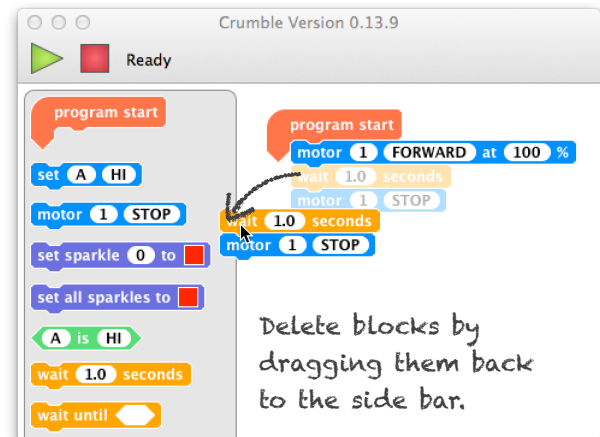 Crumble Version 0.13.9
Ready
program start
set A HI
motor 1 STOP
set sparkle 0 to
set all sparkles to
A is HI
wait 1.0 seconds
wait until
program start
motor 1 FORWARD at 100 %
wait 1.0 seconds
motor 1 STOP
wait 1.0 seconds
motor 1 STOP
Delete blocks by
dragging them back
to the side bar.